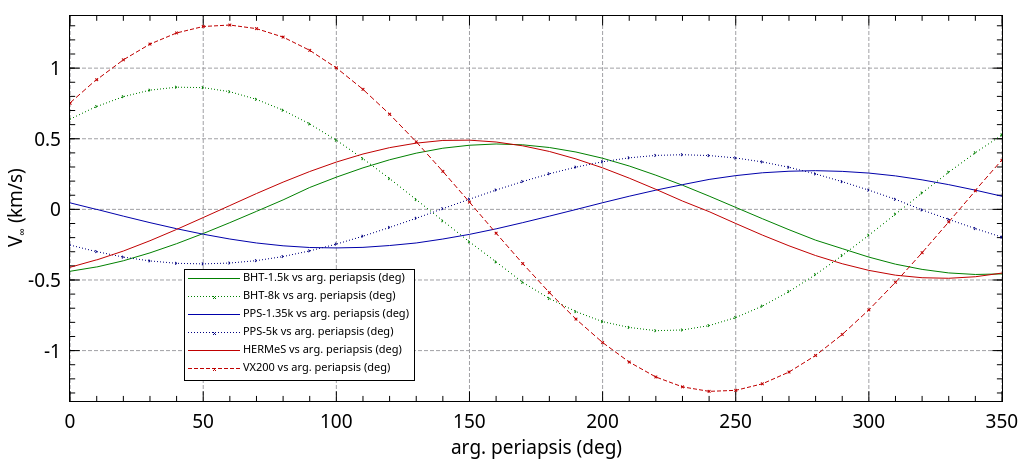 1
0.5
0
-0.5
-1
V∞ (km/s)
BHT-1.5k vs arg. periapsis (deg)
BHT-8k vs arg. periapsis (deg)
PPS-1.35k vs arg. periapsis (deg)
PPS-5k vs arg. periapsis (deg)
HERMeS vs arg. periapsis (deg)
VX200 vs arg. periapsis (deg)
0 50 100 150 200 250 300 350
arg. periapsis (deg)